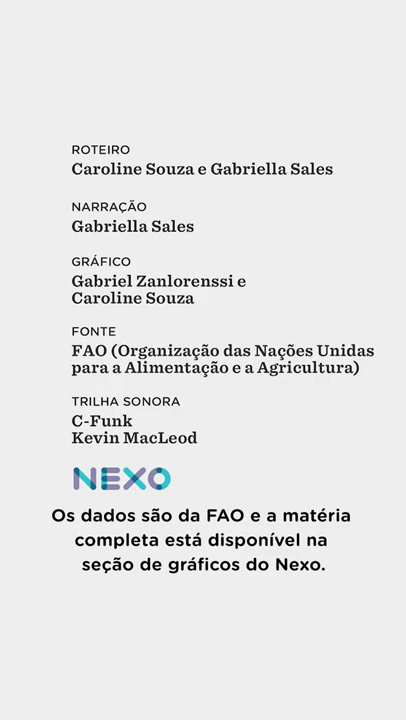 ROTEIRO
Caroline Souza e Gabriella Sales
NARRAÇÃO
Gabriella Sales
GRÁFICO
Gabriel Zanlorenssi e
Caroline Souza
FONTE
FAO (Organização das Nações Unidas
para a Alimentação e a Agricultura)
TRILHA SONORA
C-Funk
Kevin MacLeod
NEXO
Os dados são da FAO e a matéria
completa está disponível na
seção de gráficos do Nexo.